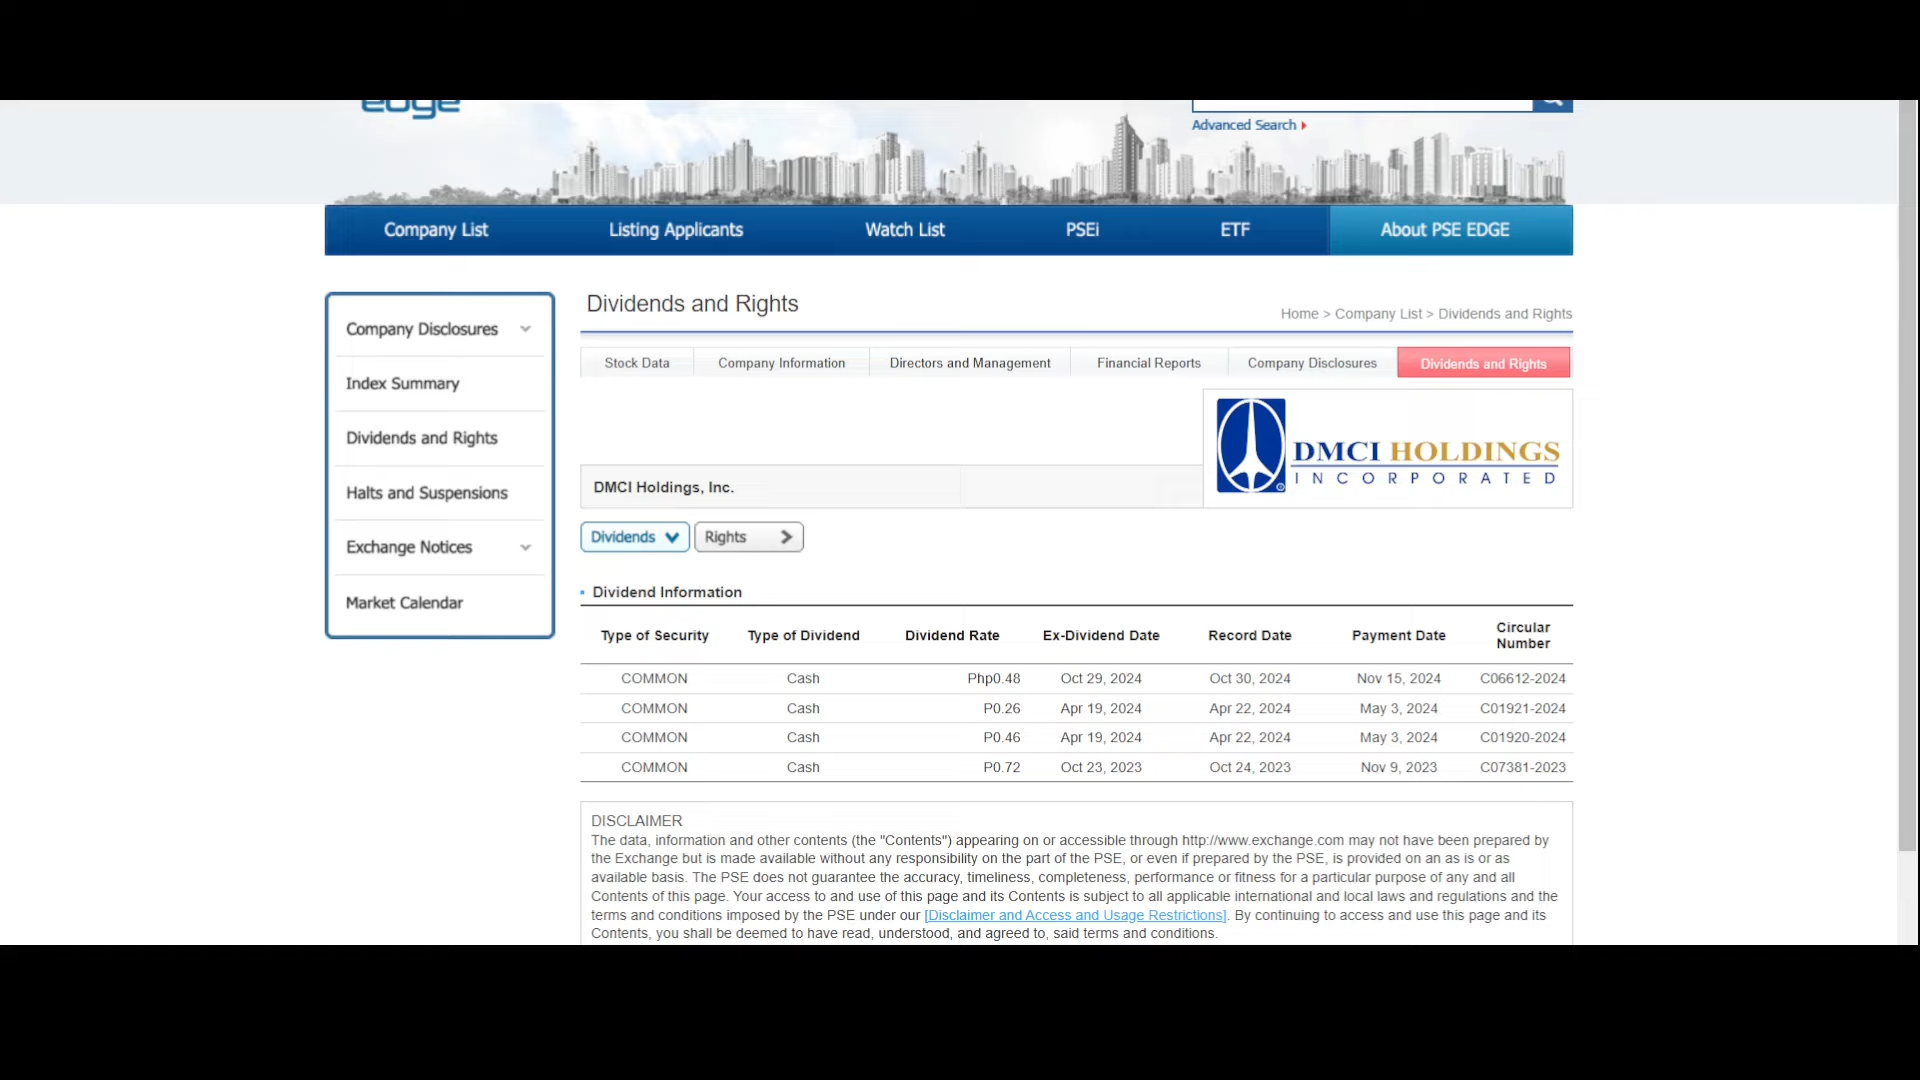 edge
Advanced Search
Company List Listing Applicants Watch List PSEi ETF About PSE EDGE
Company Disclosures
Index Summary
Dividends and Rights
Halts and Suspensions
Exchange Notices
Market Calendar
Dividends and Rights
Home > Company List > Dividends and Rights
Stock Data Company Information Directors and Management Financial Reports Company Disclosures Dividends and Rights
DMCI HOLDINGS
INCORPORATED
DMCI Holdings, Inc.
Dividends Rights
Dividend Information
Type of Security Type of Dividend Dividend Rate Ex-Dividend Date Record Date Payment Date Circular Number
COMMON Cash Php0.48 Oct 29, 2024 Oct 30, 2024 Nov 15, 2024 C06612-2024
COMMON Cash P0.26 Apr 19, 2024 Apr 22, 2024 May 3, 2024 C01921-2024
COMMON Cash P0.46 Apr 19, 2024 Apr 22, 2024 May 3, 2024 C01920-2024
COMMON Cash P0.72 Oct 23, 2023 Oct 24, 2023 Nov 9, 2023 C07381-2023
DISCLAIMER
The data, information and other contents (the "Contents") appearing on or accessible through http://www.exchange.com may not have been prepared by
the Exchange but is made available without any responsibility on the part of the PSE, or even if prepared by the PSE, is provided on an as is or as
available basis. The PSE does not guarantee the accuracy, timeliness, completeness, performance or fitness for a particular purpose of any and all
Contents of this page. Your access to and use of this page and its Contents is subject to all applicable international and local laws and regulations and the
terms and conditions imposed by the PSE under our [Disclaimer and Access and Usage Restrictions]. By continuing to access and use this page and its
Contents, you shall be deemed to have read, understood, and agreed to, said terms and conditions.